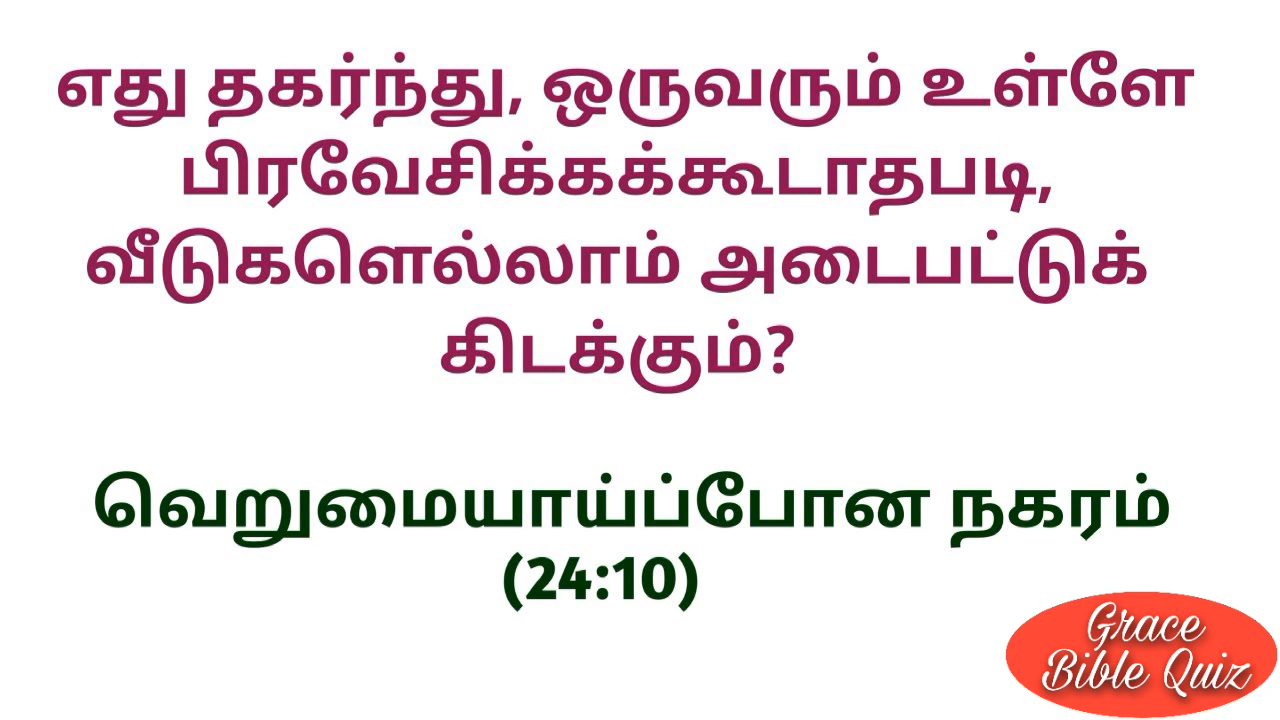 எது தகர்ந்து, ஒருவரும் உள்ளே
பிரவேசிக்கக்கூடாதபடி,
வீடுகளெல்லாம் அடைபட்டுக்
கிடக்கும்?
வெறுமையாய்ப்போன நகரம்
(24:10)
Grace
Bible Quiz